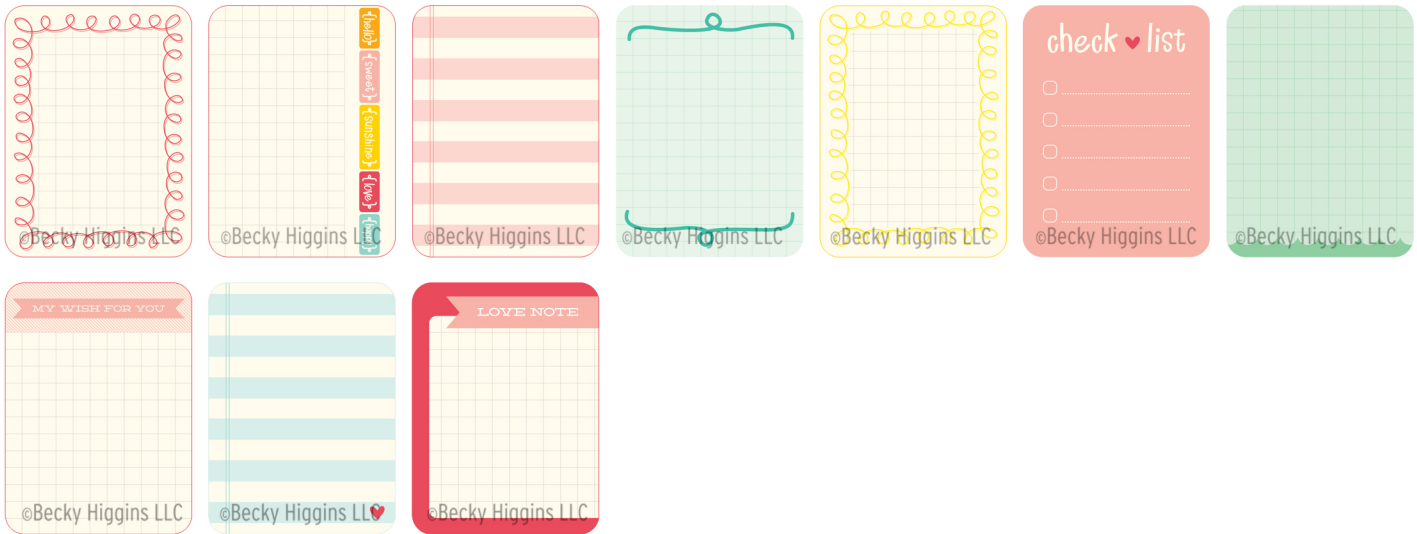 {hello}
{sweet}
{sunshine}
{love}
©Becky Higgins LLC
©Becky Higgins LLC
©Becky Higgins LLC
©Becky Higgins LLC
©Becky Higgins LLC
check list
©Becky Higgins LLC
©Becky Higgins LLC
MY WISH FOR YOU
©Becky Higgins LLC
©Becky Higgins LLC
LOVE NOTE
©Becky Higgins LLC